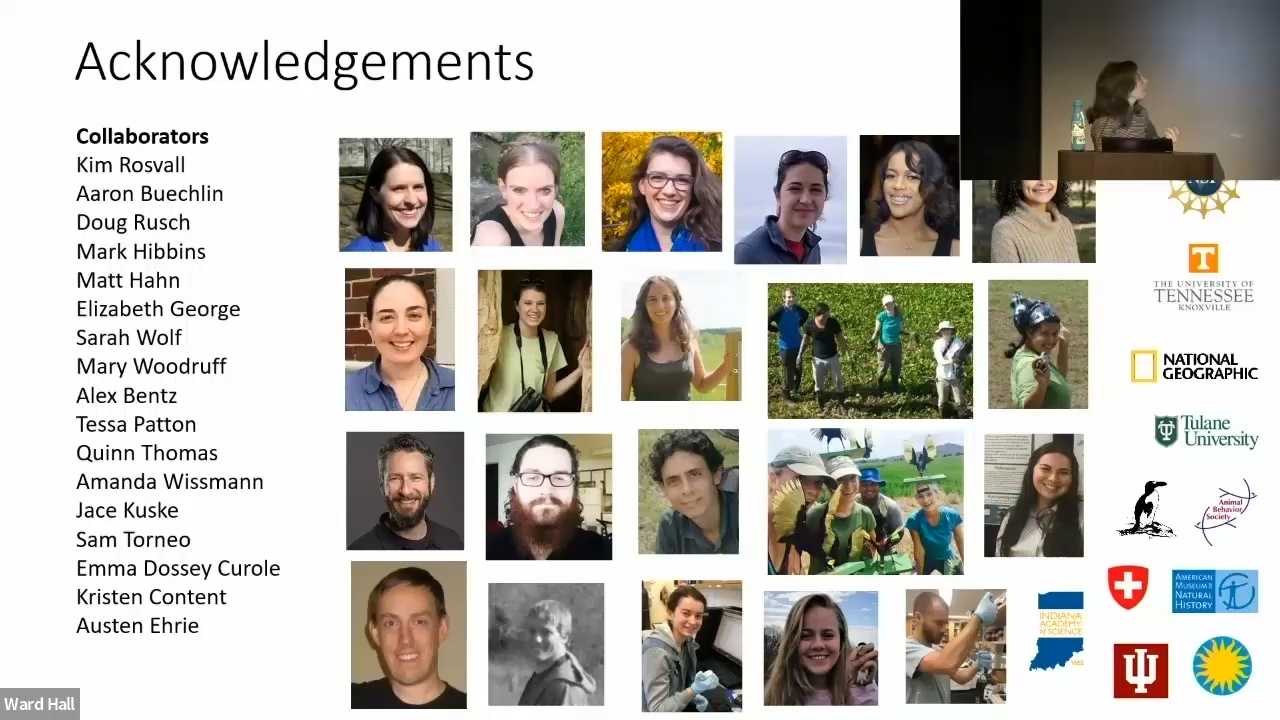 Acknowledgements
Collaborators
Kim Rosvall
Aaron Buechlin
Doug Rusch
Mark Hibbins
Matt Hahn
Elizabeth George
Sarah Wolf
Mary Woodruff
Alex Bentz
Tessa Patton
Quinn Thomas
Amanda Wissmann
Jace Kuske
Sam Torneo
Emma Dossey Curole
Kristen Content
Austen Ehrie
T
THE UNIVERSITY OF
TENNESSEE
KNOXVILLE
NATIONAL
GEOGRAPHIC
Tulane
University
Animal
Behavior
Society
AMERICAN
MUSEUM &
NATURAL
HISTORY
INDIANA
ACADEMY
of SCIENCE
1885
Ward Hall